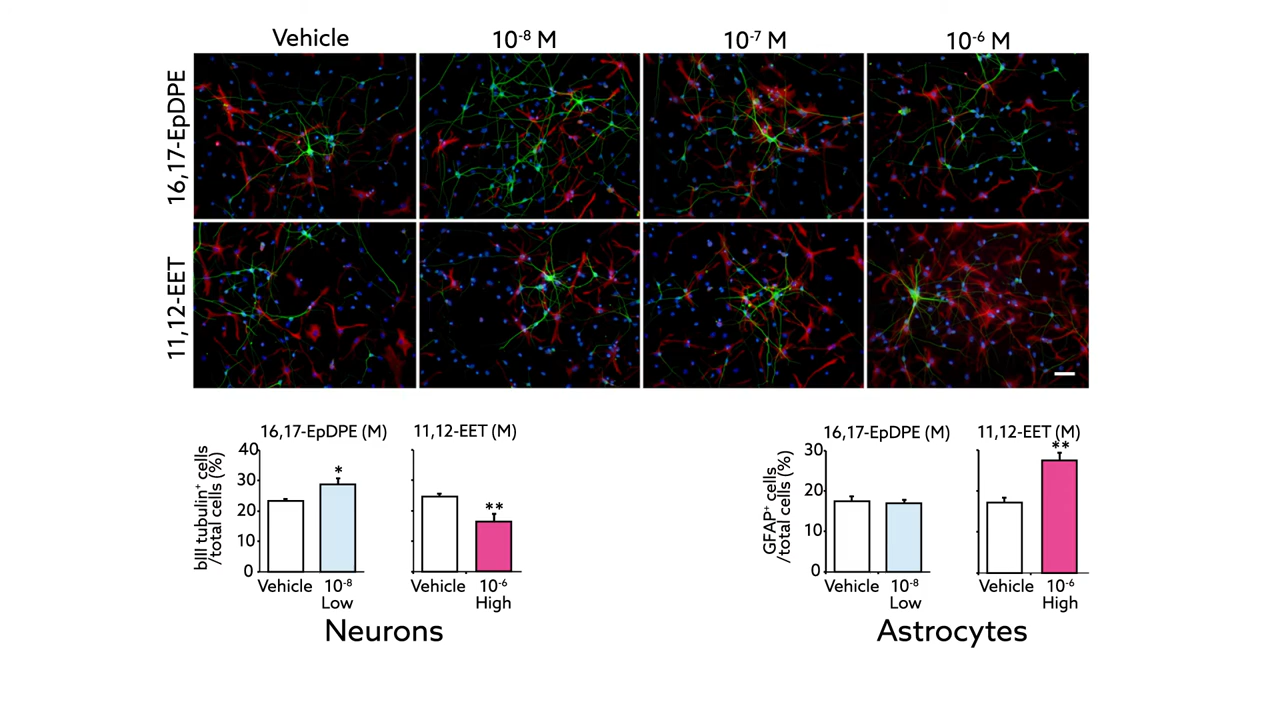 Vehicle
10⁻⁸ M
10⁻⁷ M
10⁻⁶ M
16,17-EpDPE
11,12-EET
16,17-EpDPE (M)
11,12-EET (M)
bIII tubulin⁺ cells
/total cells (%)
40
30
20
10
0
*
**
Vehicle
10⁻⁸
Low
Vehicle
10⁻⁶
High
Neurons
16,17-EpDPE (M)
11,12-EET (M)
GFAP⁺ cells
/total cells (%)
30
20
10
0
**
Vehicle
10⁻⁸
Low
Vehicle
10⁻⁶
High
Astrocytes